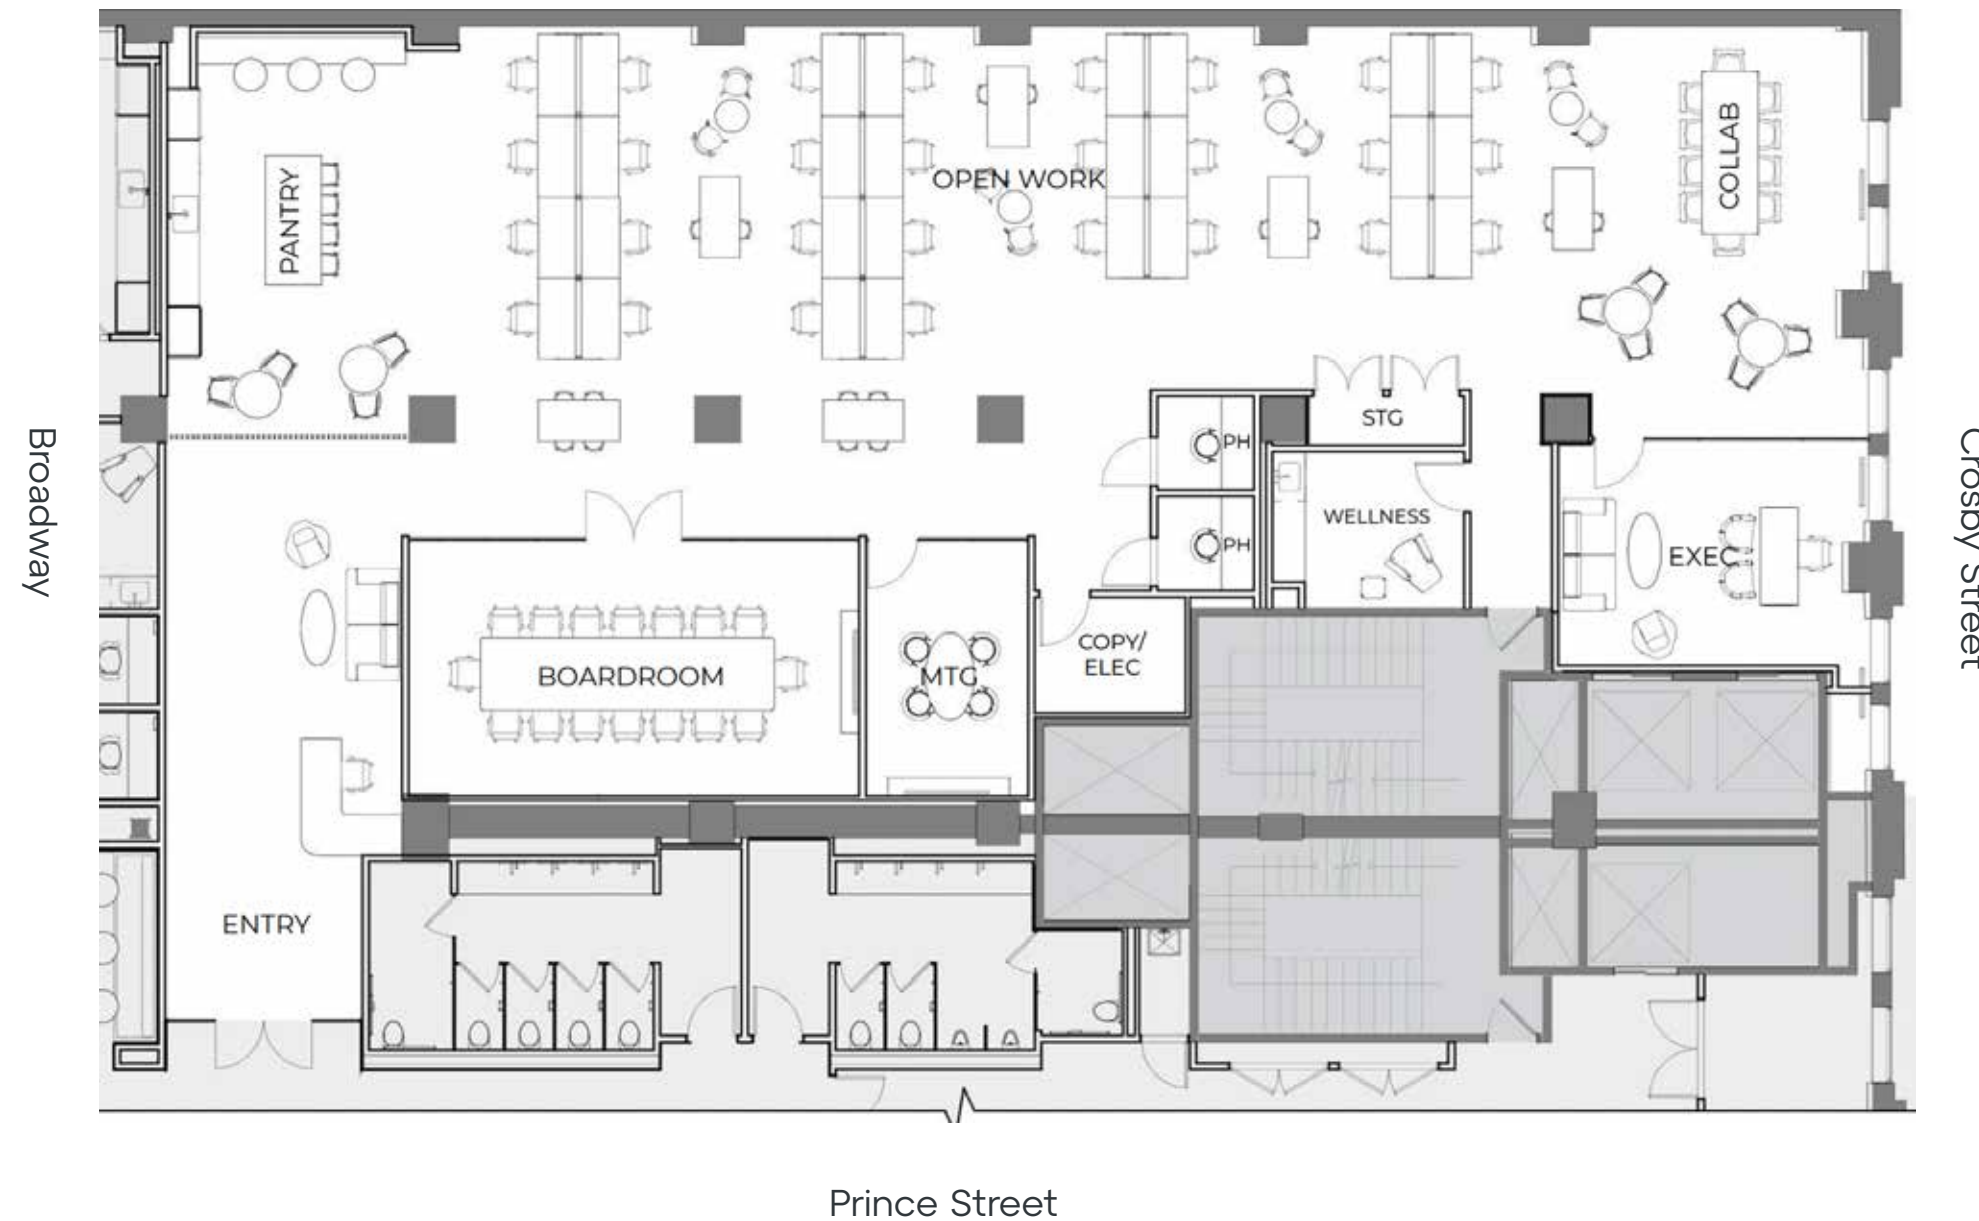 PANTRY
OPEN WORK
COLLAB
STG
PH
WELLNESS
PH
EXEC
COPY/
ELEC
BOARDROOM
MTG
ENTRY
Broadway
Crosby Street
Prince Street